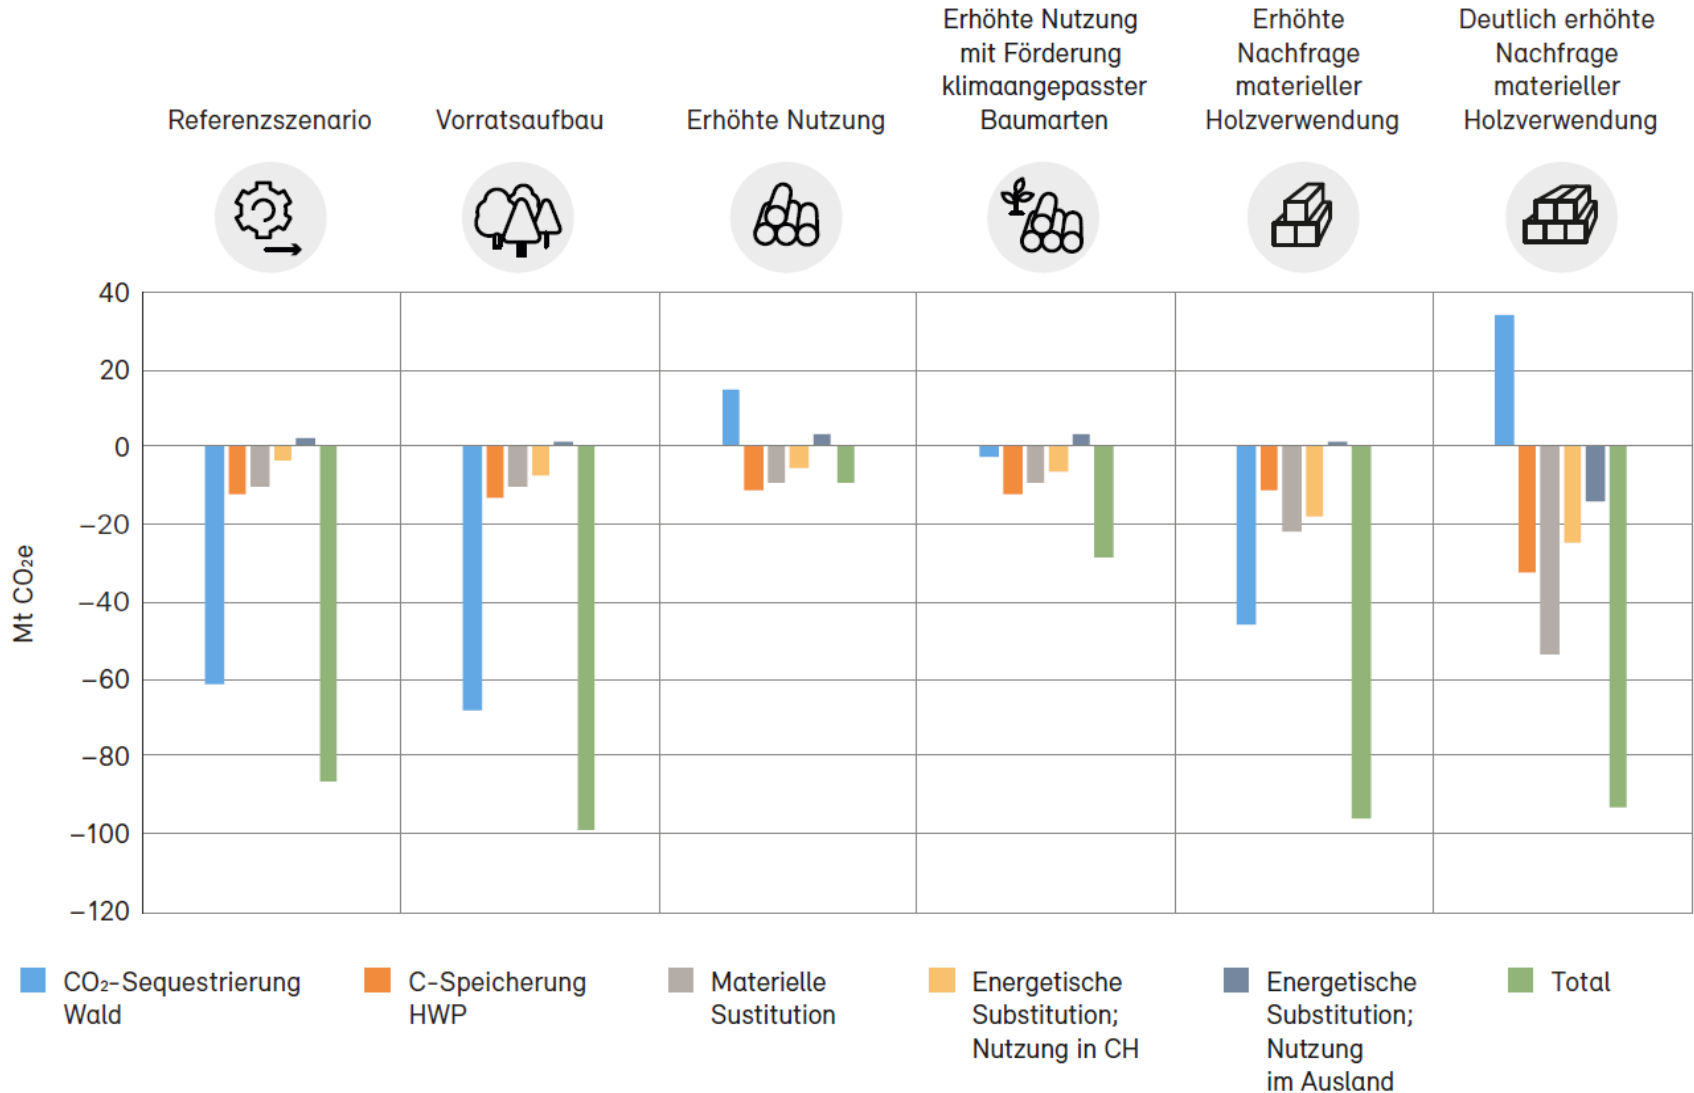 Referenzszenario
Vorratsaufbau
Erhöhte Nutzung
Erhöhte Nutzung
mit Förderung
klimaangepasster
Baumarten
Erhöhte
Nachfrage
materieller
Holzverwendung
Deutlich erhöhte
Nachfrage
materieller
Holzverwendung
Mt CO₂e
40
20
0
−20
−40
−60
−80
−100
−120
CO₂-Sequestrierung
Wald
C-Speicherung
HWP
Materielle
Sustitution
Energetische
Substitution;
Nutzung in CH
Energetische
Substitution;
Nutzung
im Ausland
Total